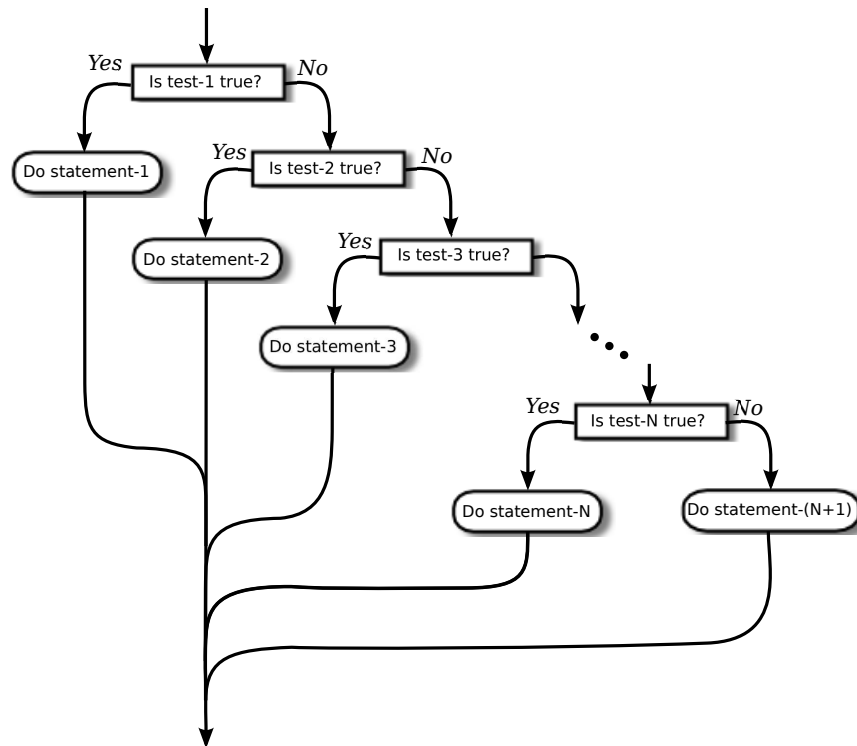 Yes
No
Is test-1 true?
Yes
No
Do statement-1
Is test-2 true?
Yes
Do statement-2
Is test-3 true?
Do statement-3
Yes
No
Is test-N true?
Do statement-N
Do statement-(N+1)